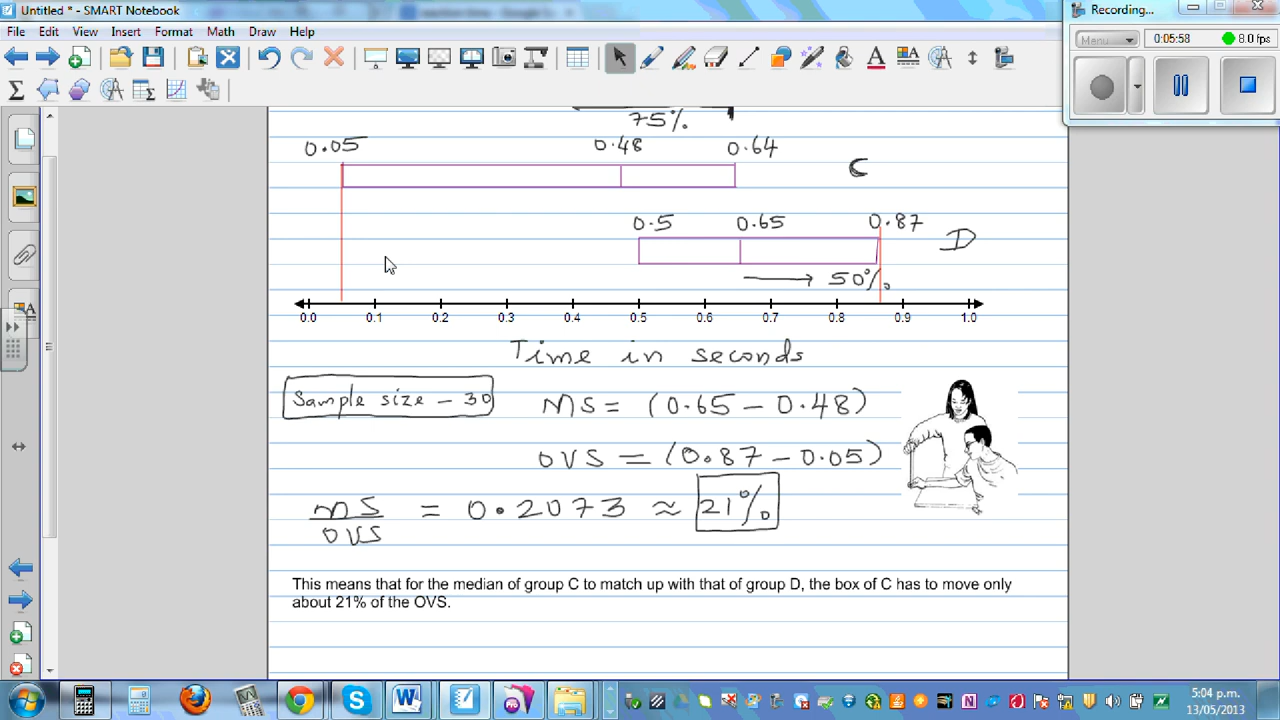 Untitled * - SMART Notebook
Recording...
File Edit View Insert Format Math Draw Help
Menu
0:05:58
8.0 fps
75%
0.05 0.48 0.64
C
0.5 0.65 0.87
D
50%
0.0 0.1 0.2 0.3 0.4 0.5 0.6 0.7 0.8 0.9 1.0
Time in seconds
Sample size - 30
MS = (0.65 - 0.48)
OVS = (0.87 - 0.05)
MS/OVS = 0.2073 ≈ 21%
This means that for the median of group C to match up with that of group D, the box of C has to move only
about 21% of the OVS.
5:04 p.m.
13/05/2013